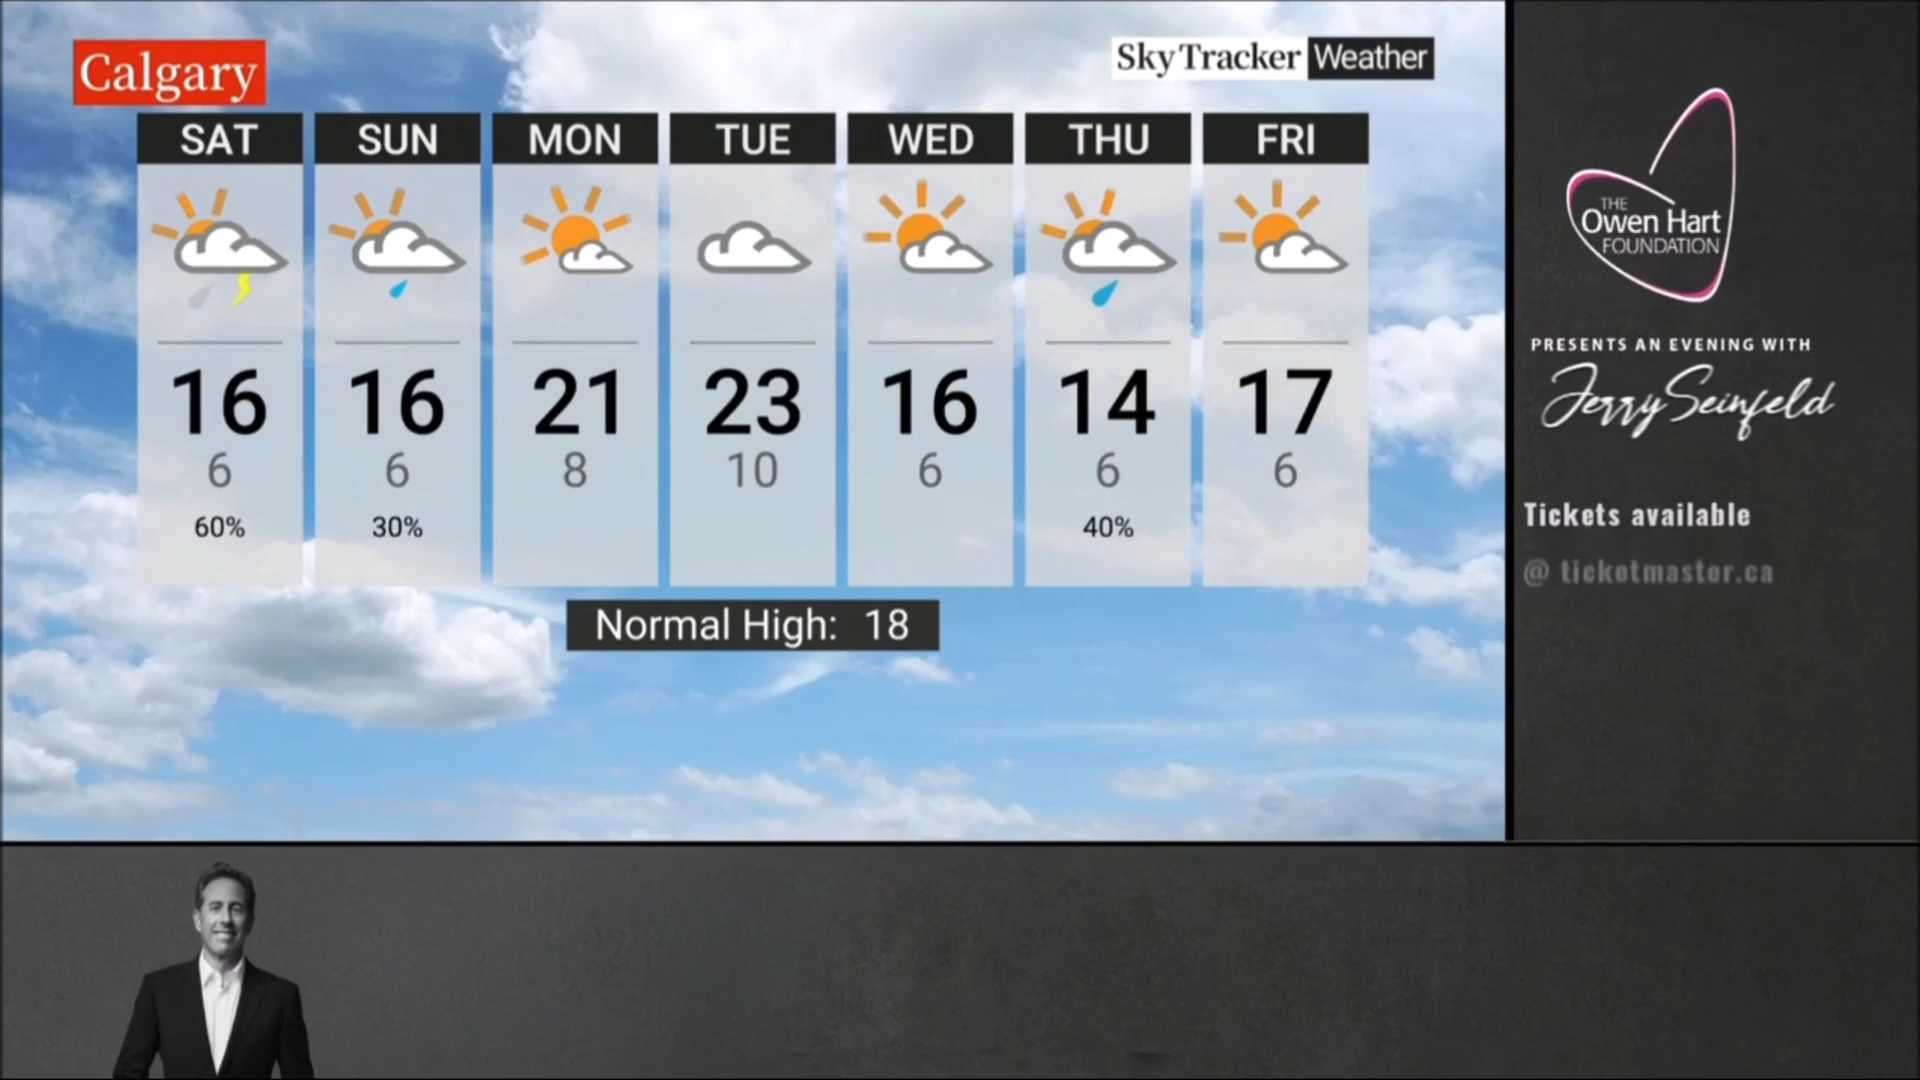 Calgary
SkyTracker Weather
SAT SUN MON TUE WED THU FRI
16 16 21 23 16 14 17
6 6 8 10 6 6 6
60% 30% 40%
Normal High: 18
THE
Owen Hart
FOUNDATION
PRESENTS AN EVENING WITH
Jerry Seinfeld
Tickets available
@ ticketmaster.ca